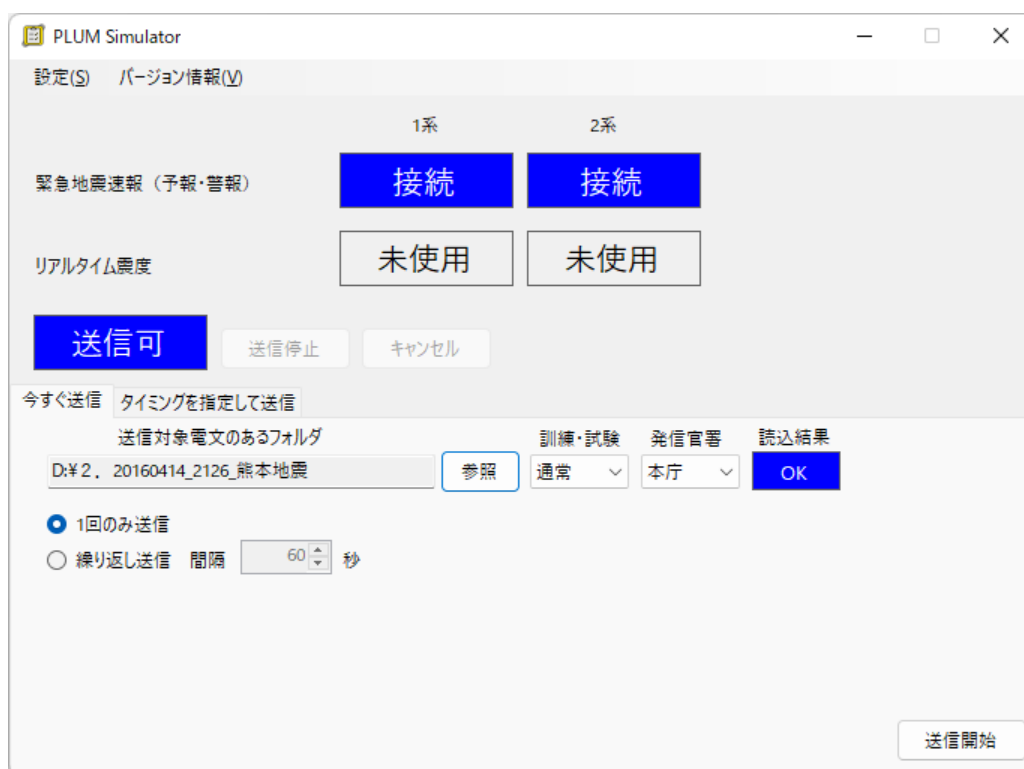 PLUM Simulator
設定(S) バージョン情報(V)
1系 2系
緊急地震速報（予報・警報） 接続 接続
リアルタイム震度 未使用 未使用
送信可 送信停止 キャンセル
今すぐ送信 タイミングを指定して送信
送信対象電文のあるフォルダ 訓練・試験 発信官署 読込結果
D:¥２．20160414_2126_熊本地震 参照 通常 本庁 OK
1回のみ送信
繰り返し送信 間隔 60 秒
送信開始